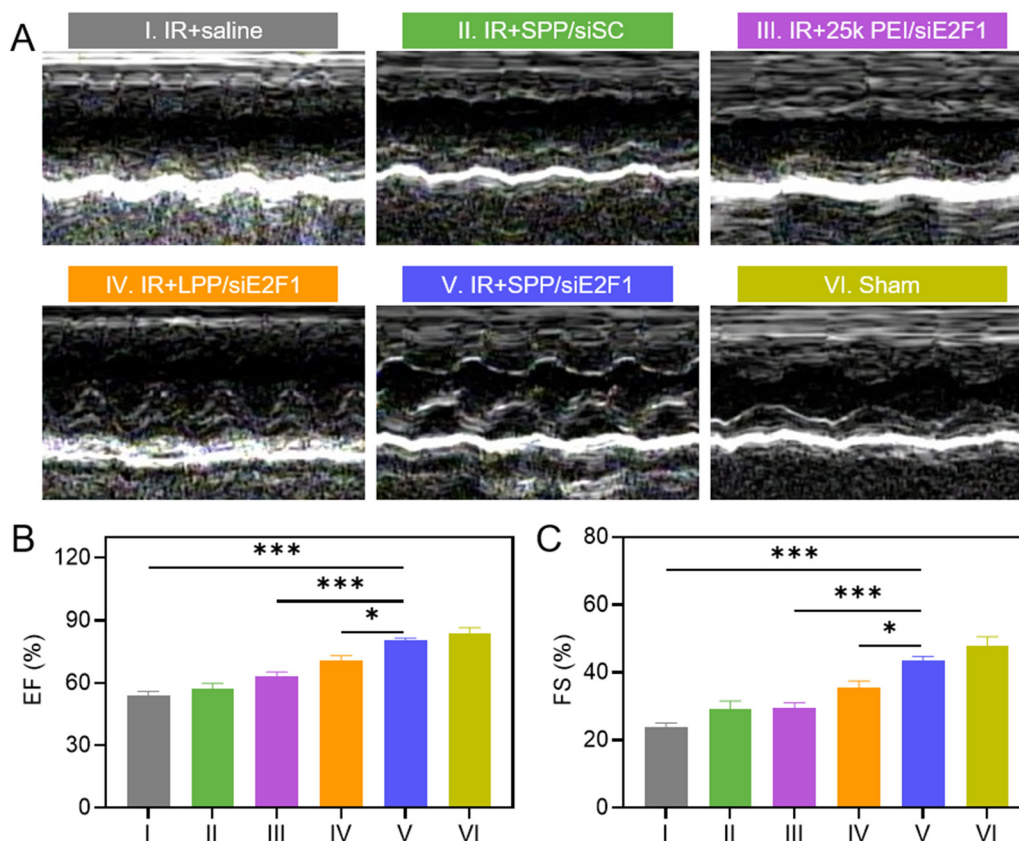 A
I. IR+saline
II. IR+SPP/siSC
III. IR+25k PEI/siE2F1
IV. IR+LPP/siE2F1
V. IR+SPP/siE2F1
VI. Sham
B
EF (%)
120
90
60
30
0
***
***
*
I II III IV V VI
C
FS (%)
80
60
40
20
0
***
***
*
I II III IV V VI